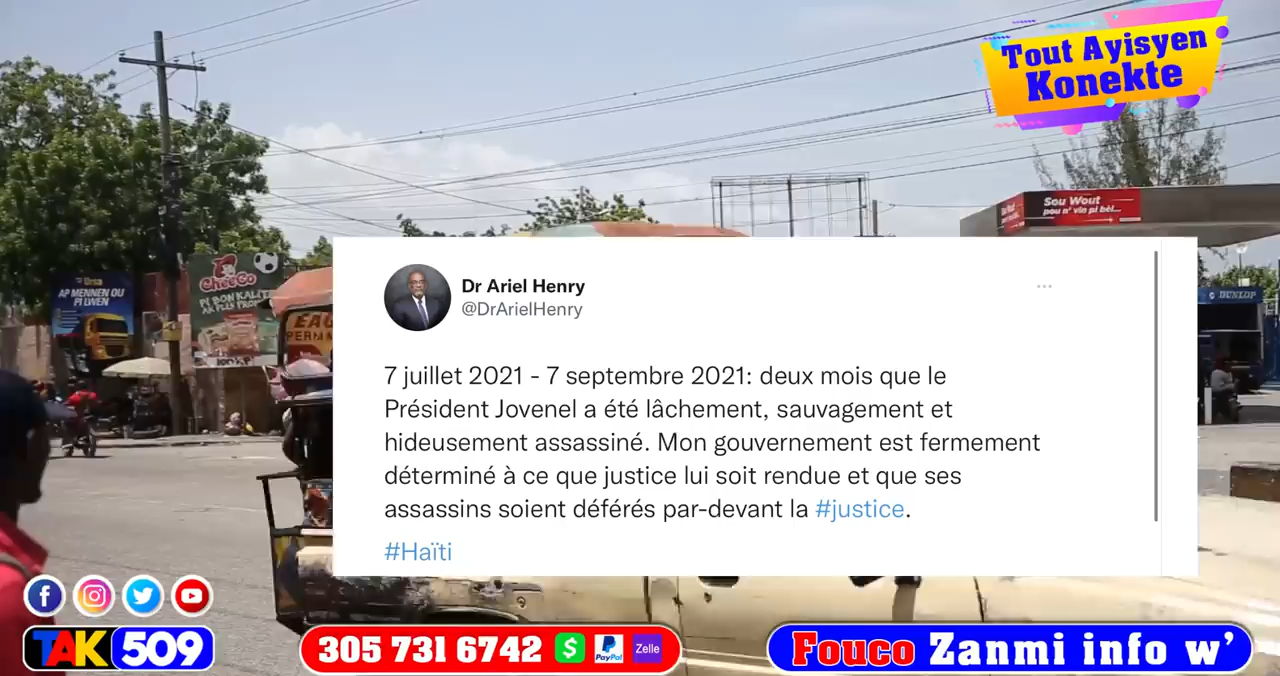 Tout Ayisyen
Konekte
Sou Wout
pou n' vin pi bèl...
Ursa
AP MENNEN OU
PI LWEN
CheeCo
PI BON KALITE
DUNLOP
Dr Ariel Henry
@DrArielHenry
7 juillet 2021 - 7 septembre 2021: deux mois que le
Président Jovenel a été lâchement, sauvagement et
hideusement assassiné. Mon gouvernement est fermement
déterminé à ce que justice lui soit rendue et que ses
assassins soient déférés par-devant la #justice.
#Haïti
TAK 509
305 731 6742 $ PayPal Zelle
Fouco Zanmi info w'